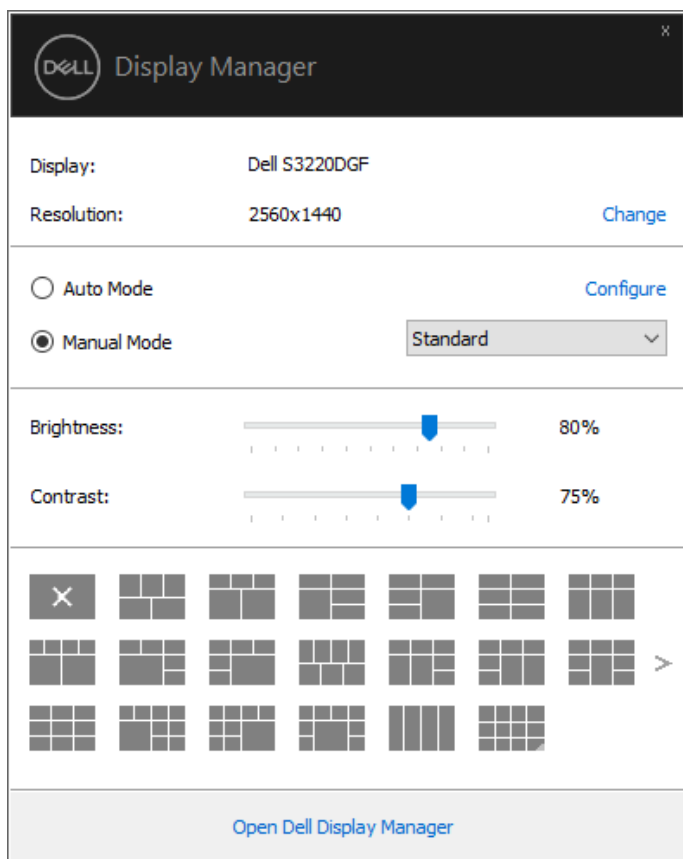 DELL Display Manager x
Display: Dell S3220DGF
Resolution: 2560x1440 Change
Auto Mode Configure
Manual Mode Standard
Brightness: 80%
Contrast: 75%
Open Dell Display Manager